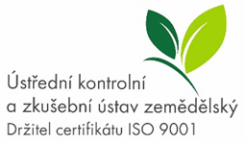 Ústřední kontrolní
a zkušební ústav zemědělský
Držitel certifikátu ISO 9001